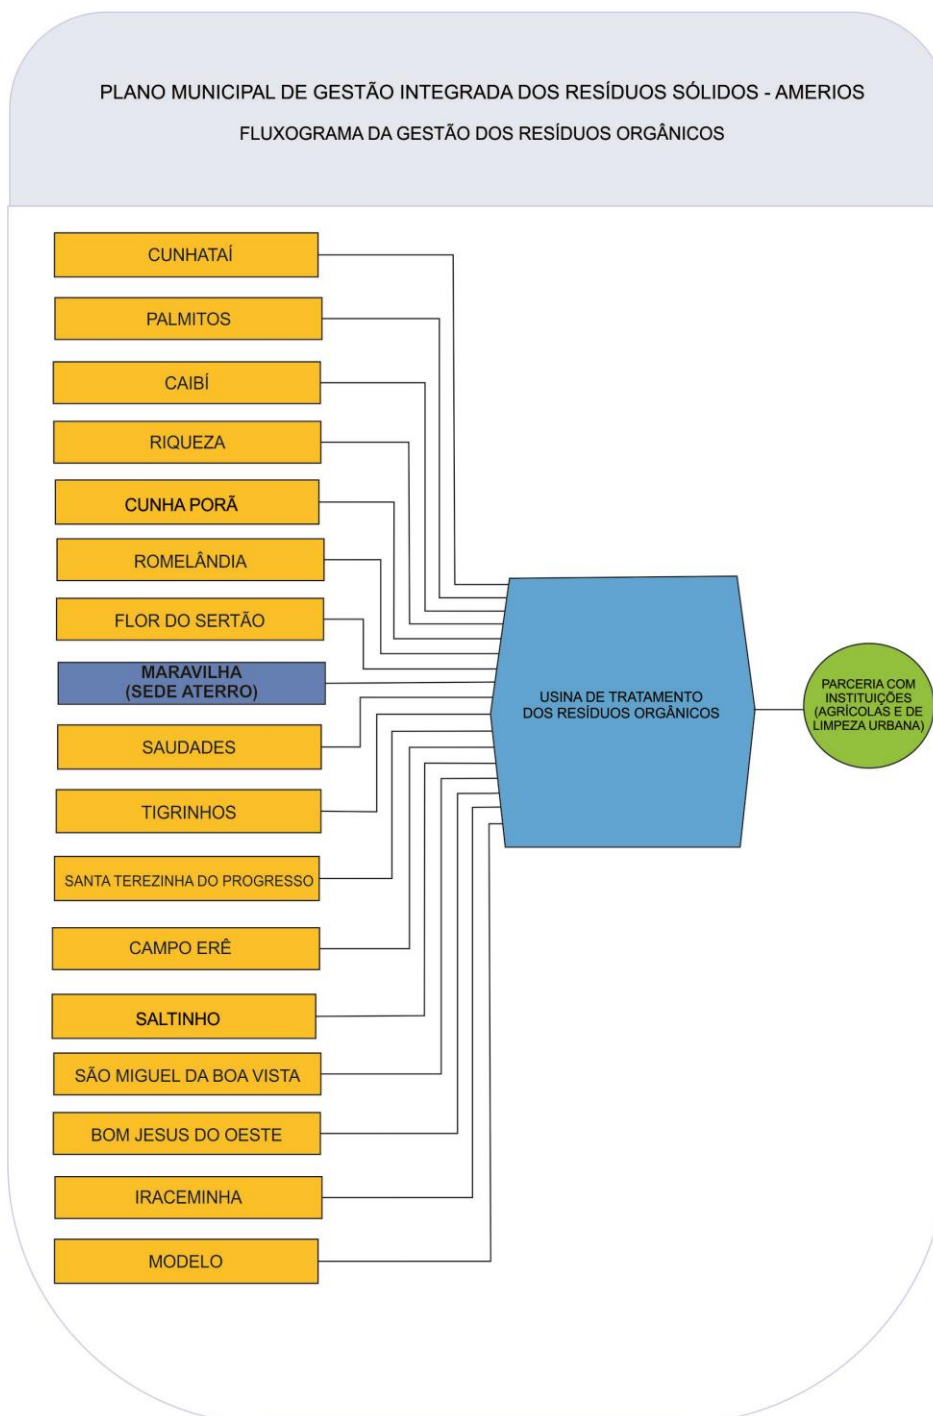 PLANO MUNICIPAL DE GESTÃO INTEGRADA DOS RESÍDUOS SÓLIDOS - AMERIOS
FLUXOGRAMA DA GESTÃO DOS RESÍDUOS ORGÂNICOS
CUNHATAÍ
PALMITOS
CAIBÍ
RIQUEZA
CUNHA PORÃ
ROMELÂNDIA
FLOR DO SERTÃO
MARAVILHA
(SEDE ATERRO)
SAUDADES
TIGRINHOS
SANTA TEREZINHA DO PROGRESSO
CAMPO ERÊ
SALTINHO
SÃO MIGUEL DA BOA VISTA
BOM JESUS DO OESTE
IRACEMINHA
MODELO
USINA DE TRATAMENTO
DOS RESÍDUOS ORGÂNICOS
PARCERIA COM
INSTITUIÇÕES
(AGRÍCOLAS E DE
LIMPEZA URBANA)